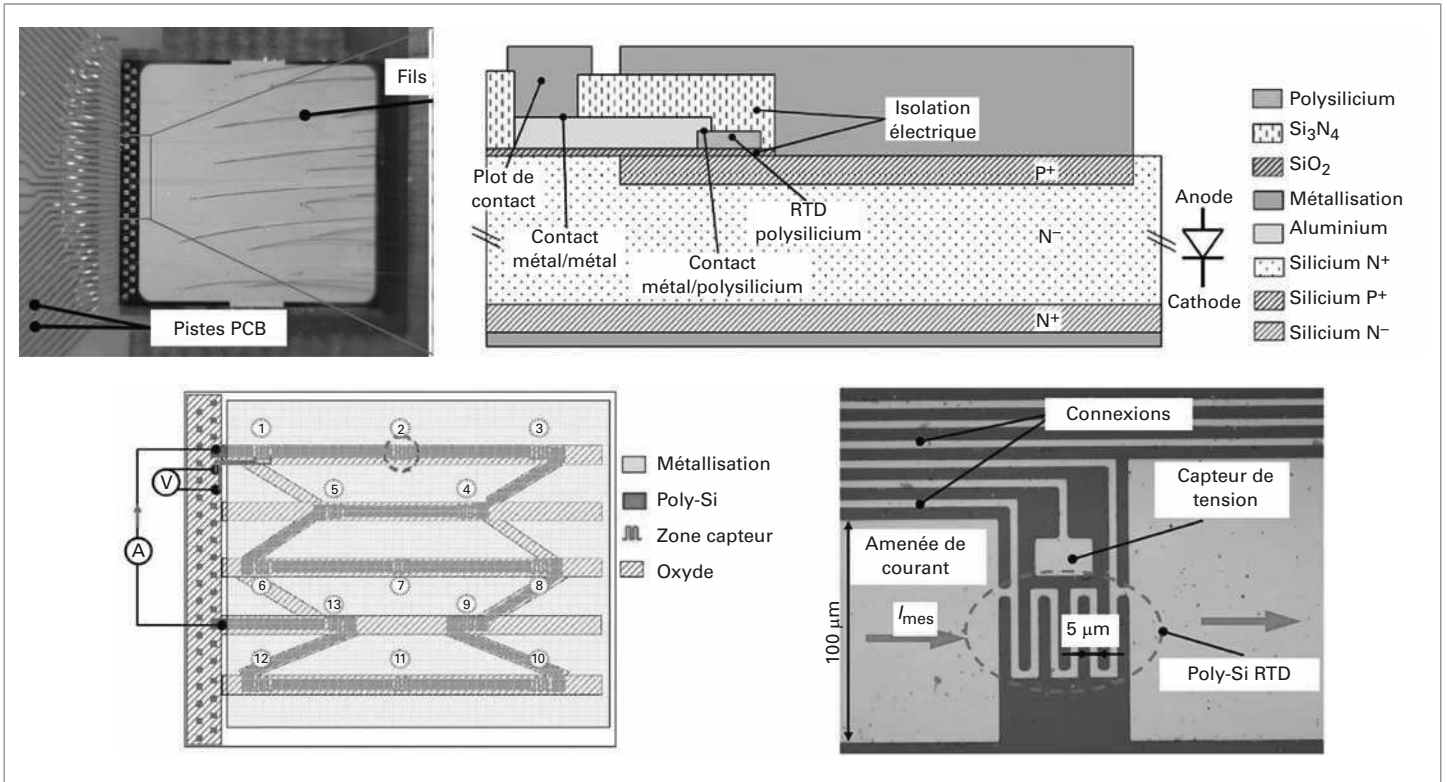 Fils
Pistes PCB
Plot de
contact
Contact
métal/métal
Contact
métal/polysilicium
RTD
polysilicium
Isolation
électrique
P+
N–
N+
Anode
Cathode
Polysilicium
Si3N4
SiO2
Métallisation
Aluminium
Silicium N+
Silicium P+
Silicium N–
1
2
3
V
5
4
A
6
7
8
13
9
12
11
10
Métallisation
Poly-Si
Zone capteur
Oxyde
Connexions
Capteur de
tension
Amenée de
courant
Imes
100 µm
5 µm
Poly-Si RTD